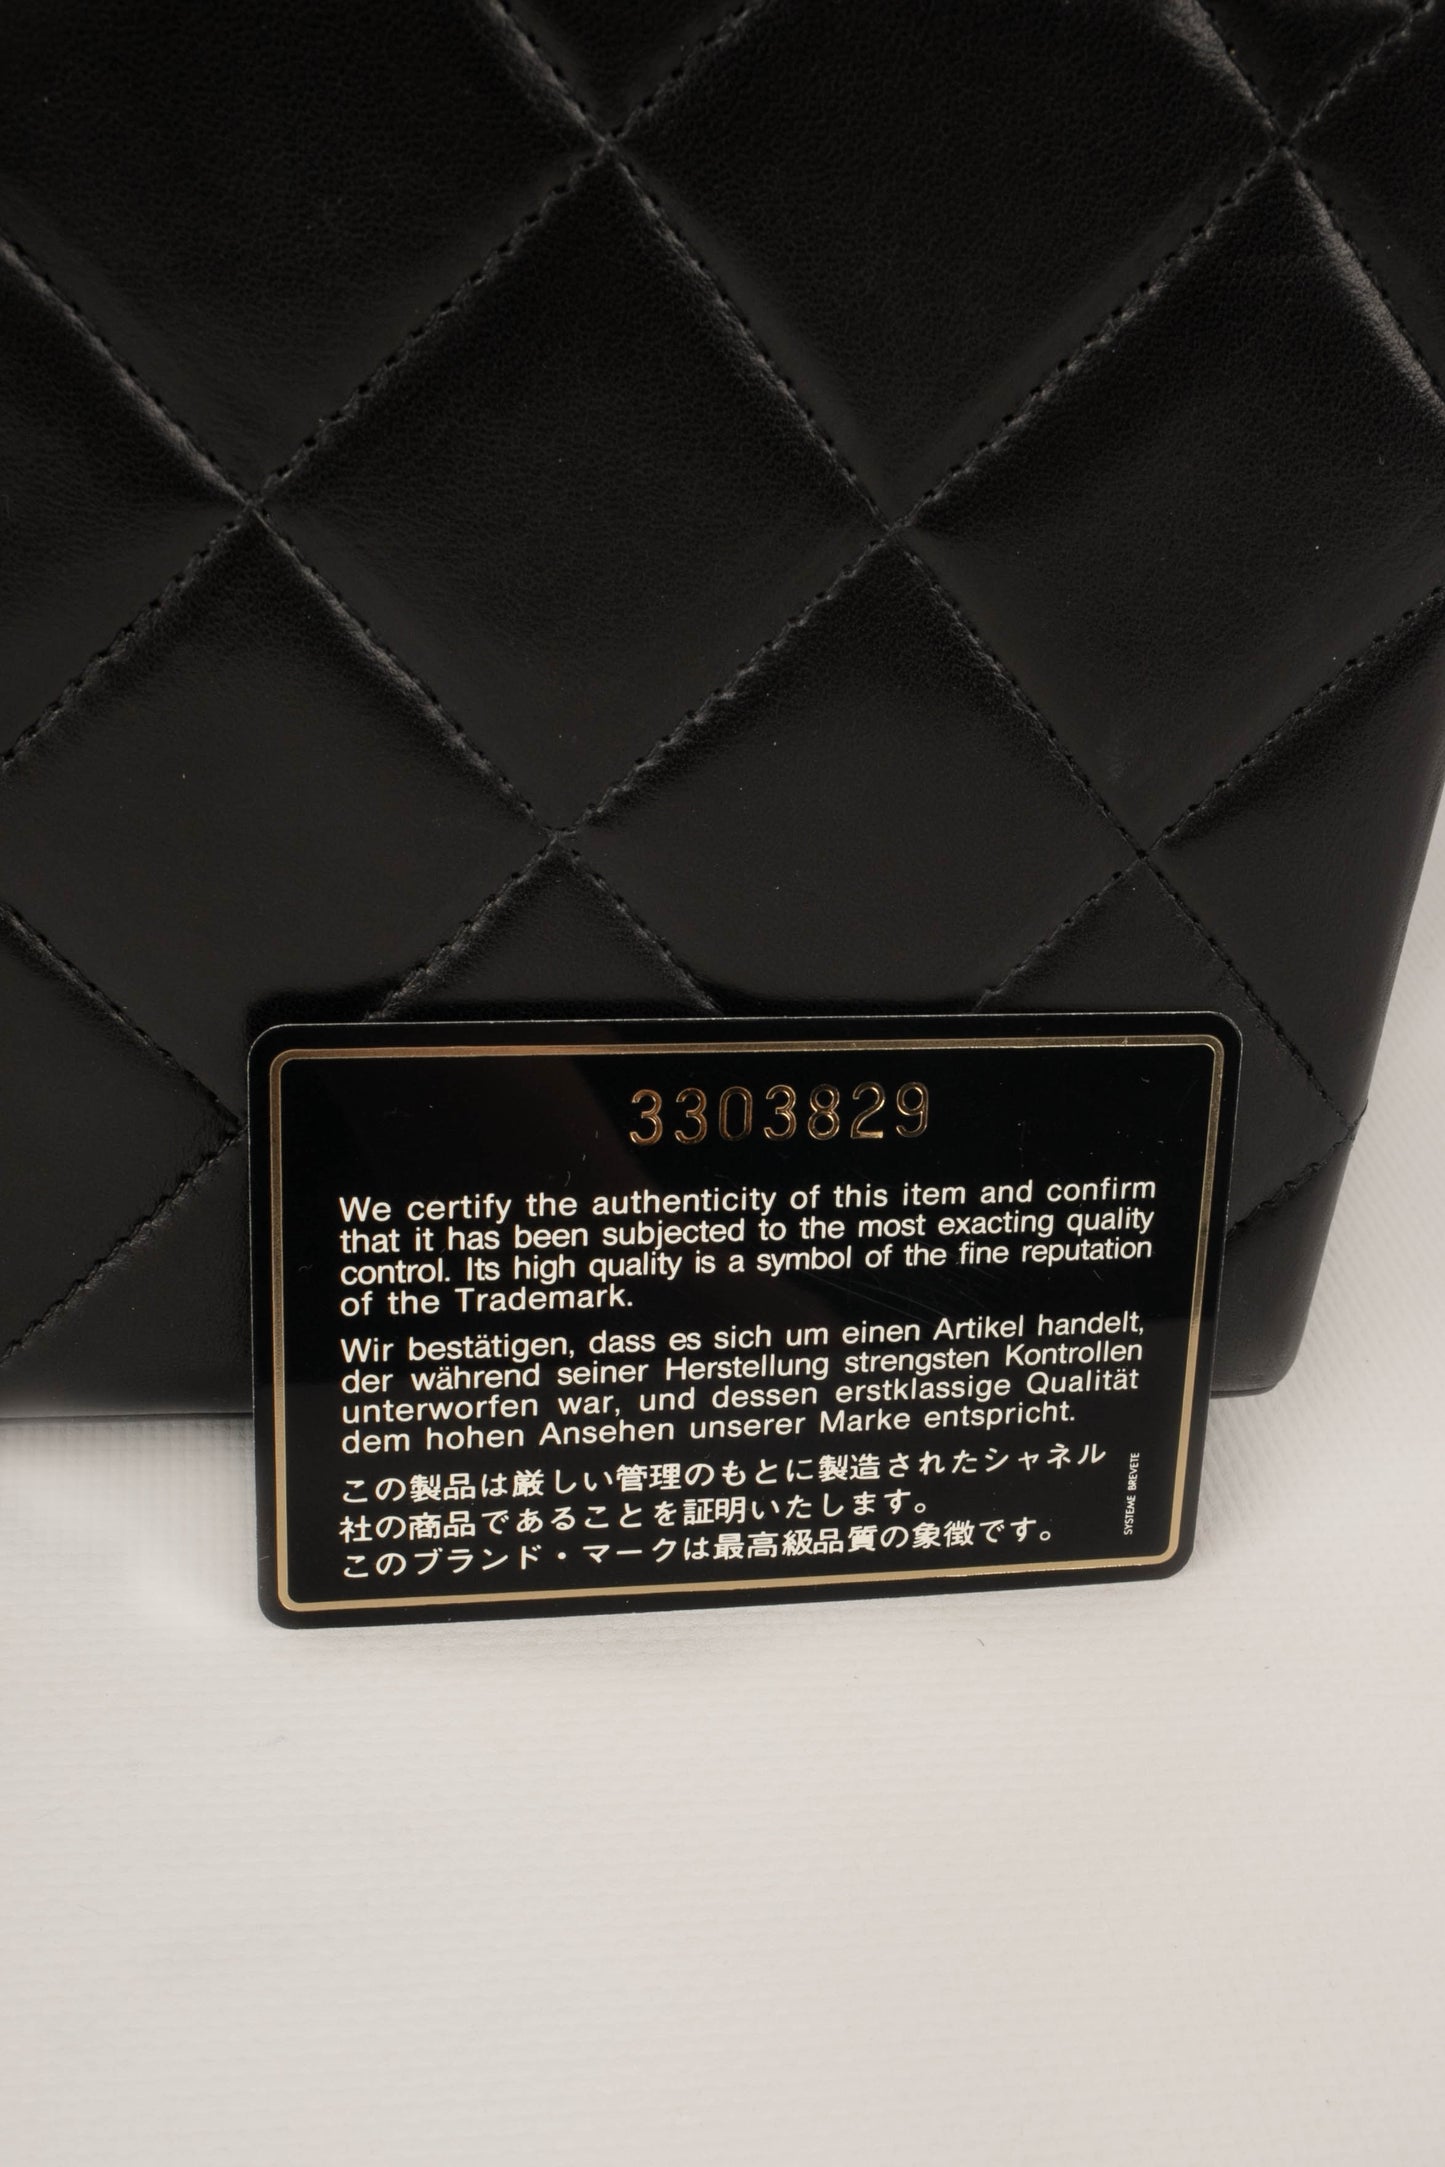 3303829
We certify the authenticity of this item and confirm
that it has been subjected to the most exacting quality
control. Its high quality is a symbol of the fine reputation
of the Trademark.
Wir bestätigen, dass es sich um einen Artikel handelt,
der während seiner Herstellung strengsten Kontrollen
unterworfen war, und dessen erstklassige Qualität
dem hohen Ansehen unserer Marke entspricht.
この製品は厳しい管理のもとに製造されたシャネル
社の商品であることを証明いたします。
このブランド・マークは最高級品質の象徴です。
SYSTEME BREVETE